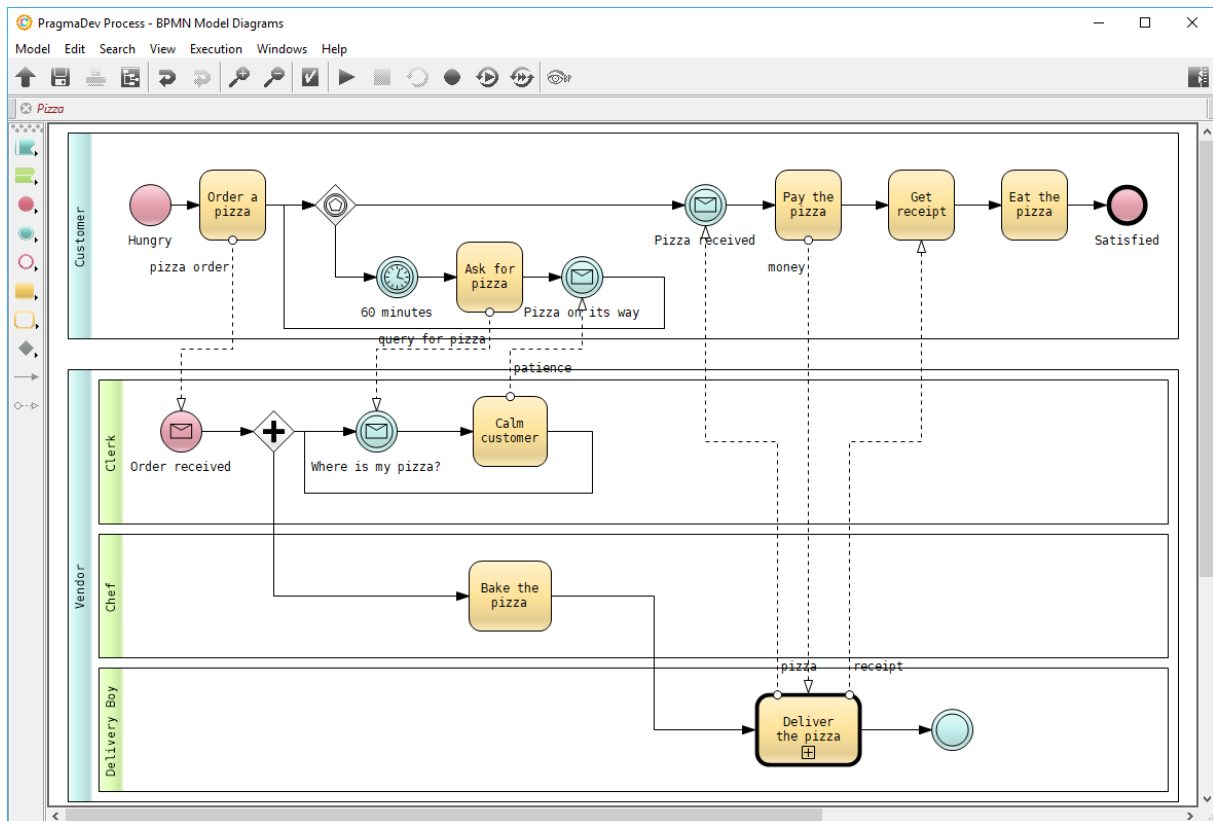 PragmaDev Process - BPMN Model Diagrams
Model Edit Search View Execution Windows Help
BP
Pizza
Customer
Hungry
Order a
pizza
pizza order
60 minutes
Ask for
pizza
query for pizza
Pizza on its way
patience
Pizza received
Pay the
pizza
money
Get
receipt
Eat the
pizza
Satisfied
Vendor
Clerk
Order received
Where is my pizza?
Calm
customer
Chef
Bake the
pizza
Delivery Boy
pizza
receipt
Deliver
the pizza